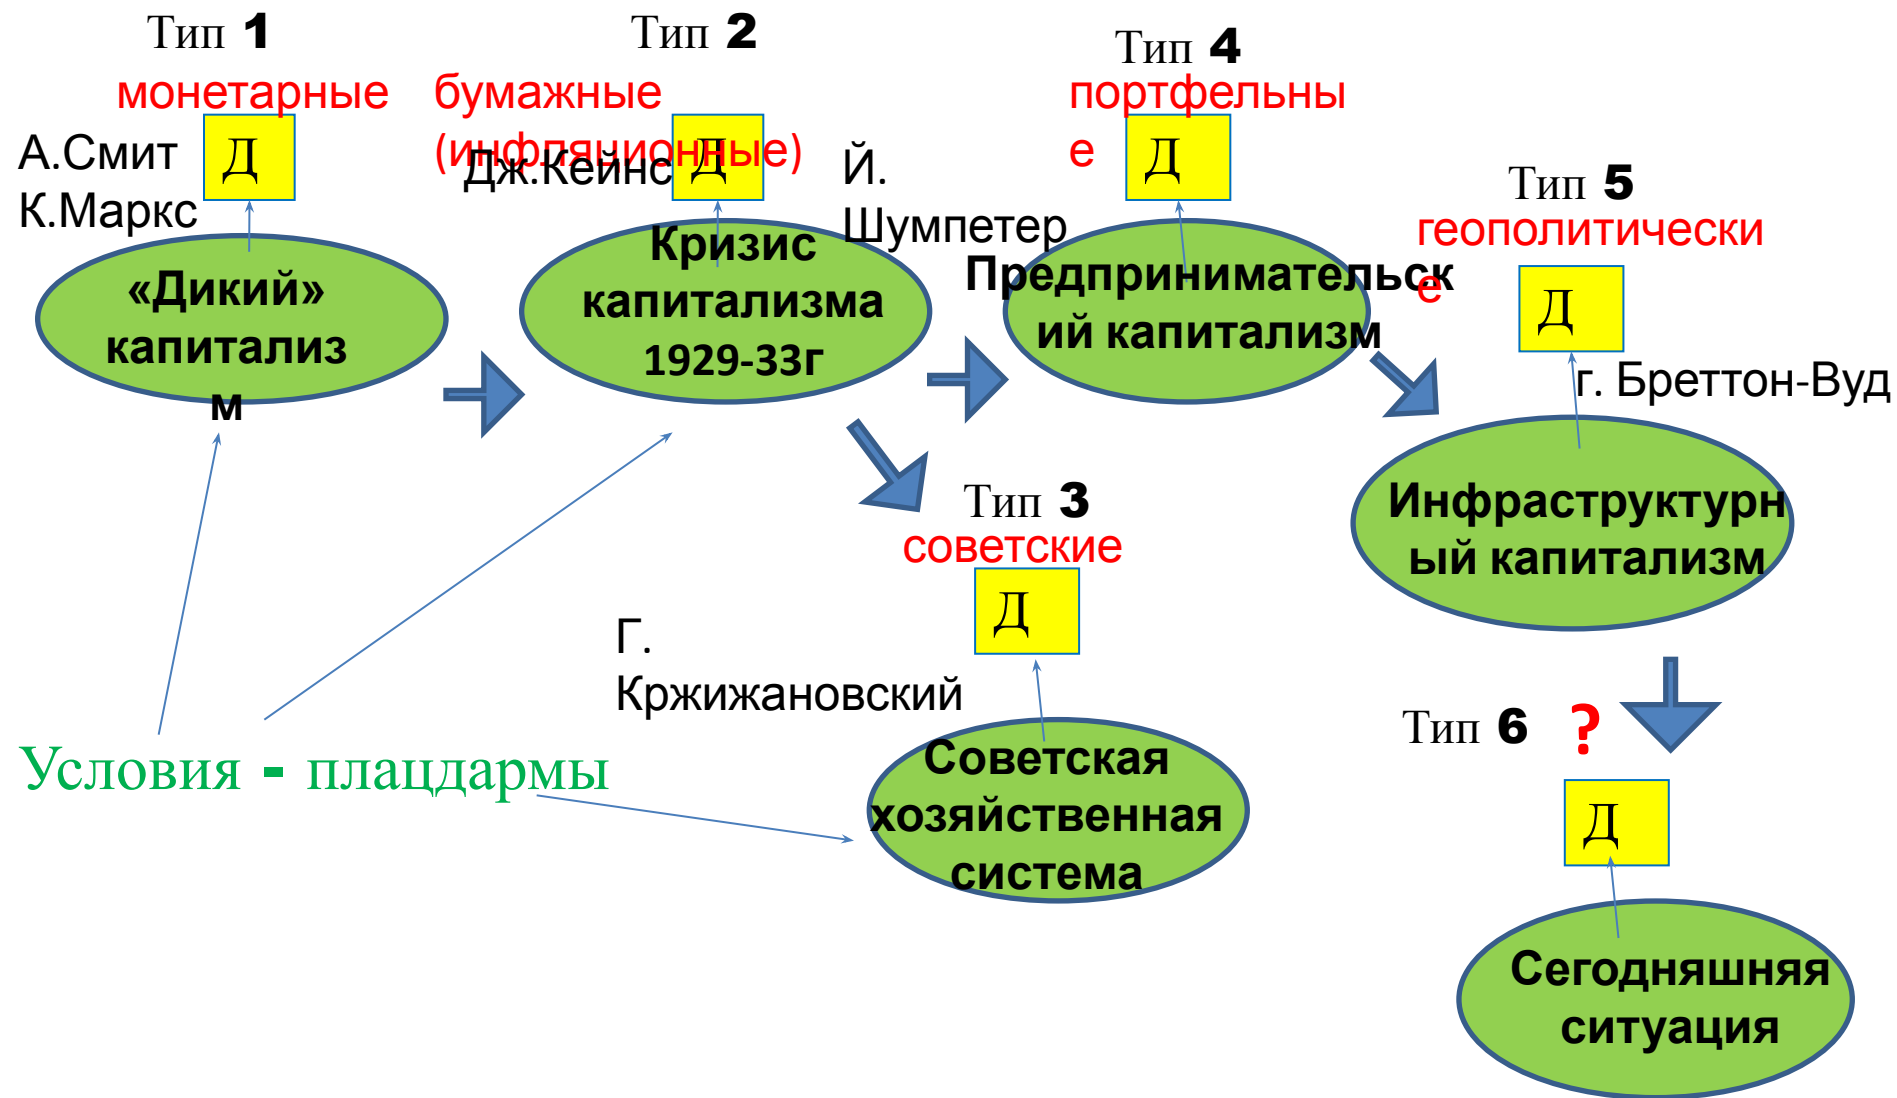 Тип 1
монетарные
Д
А.Смит
К.Маркс
«Дикий»
капитализ
м
Тип 2
бумажные
(инфляционные)
Дж.Кейнс
Д
Кризис
капитализма
1929-33г
Тип 4
портфельны
е
Д
Й.
Шумпетер
Предпринимательск
ий капитализм
Тип 5
геополитически
е
Д
г. Бреттон-Вуд
Инфраструктурн
ый капитализм
Тип 3
советские
Д
Г.
Кржижановский
Советская
хозяйственная
система
Условия - плацдармы
Тип 6 ?
Д
Сегодняшняя
ситуация